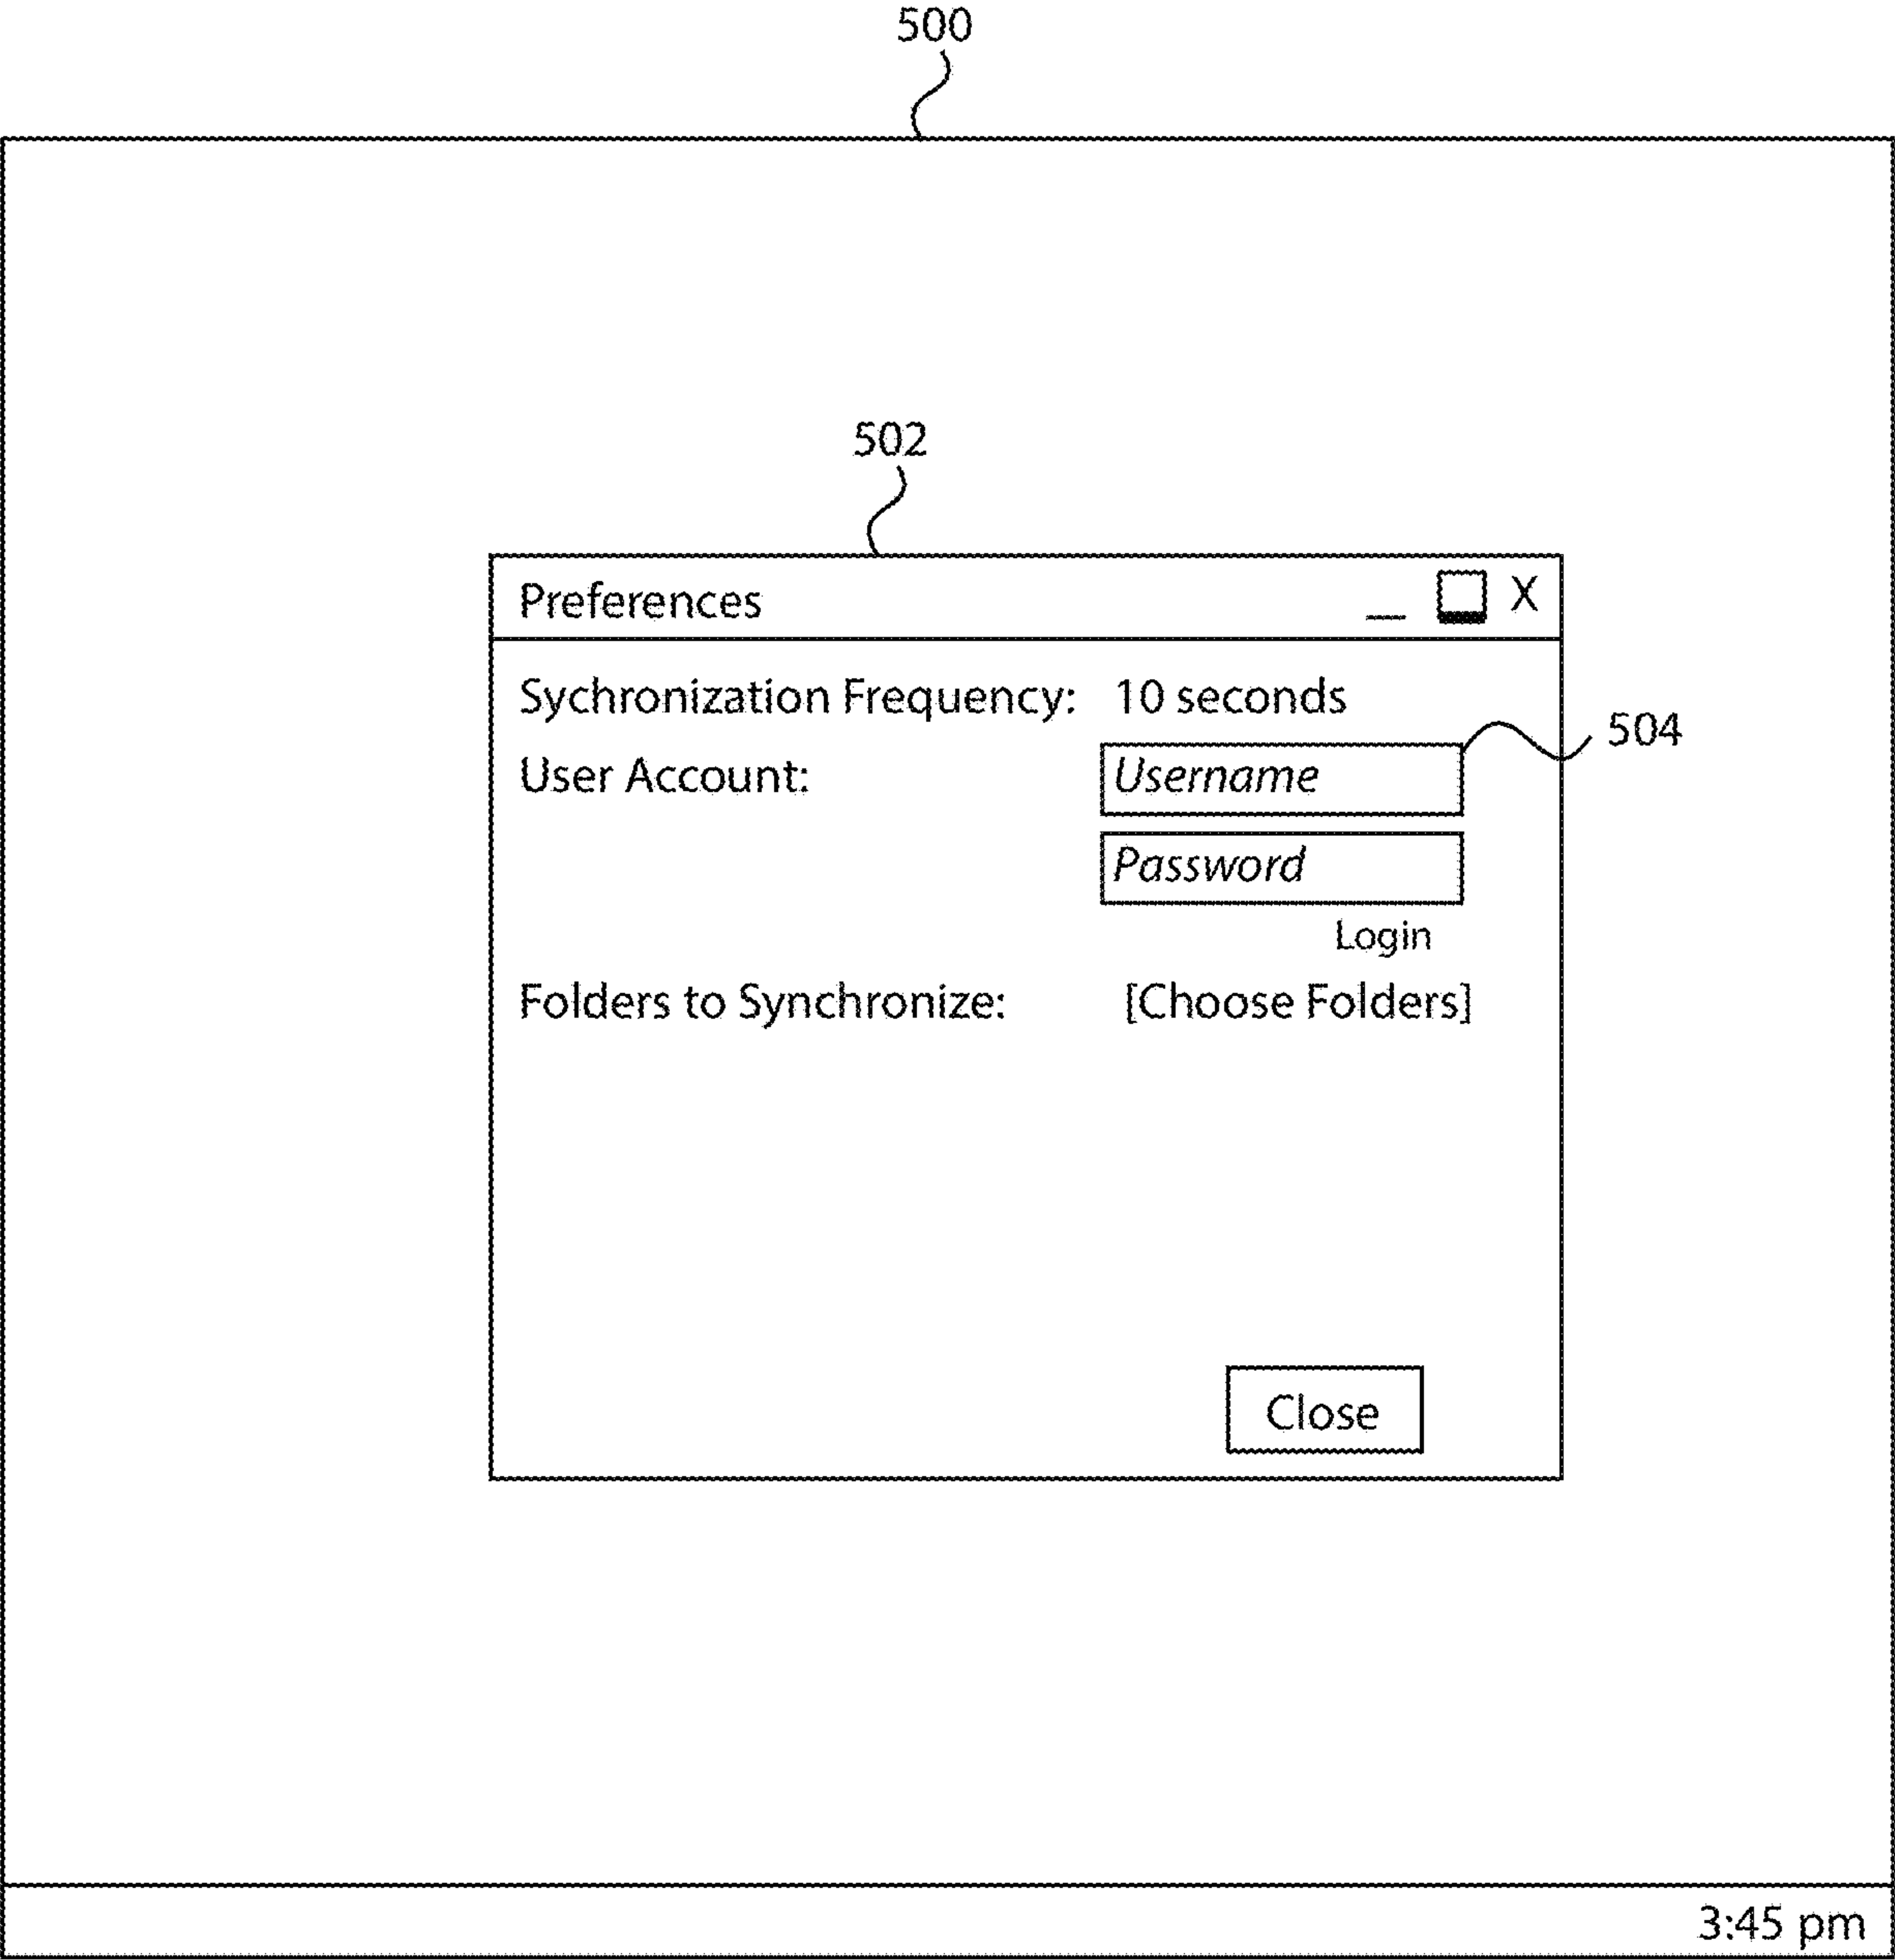 500
502
Preferences _ X
Sychronization Frequency: 10 seconds
504
User Account: Username
Password
Login
Folders to Synchronize: [Choose Folders]
Close
3:45 pm